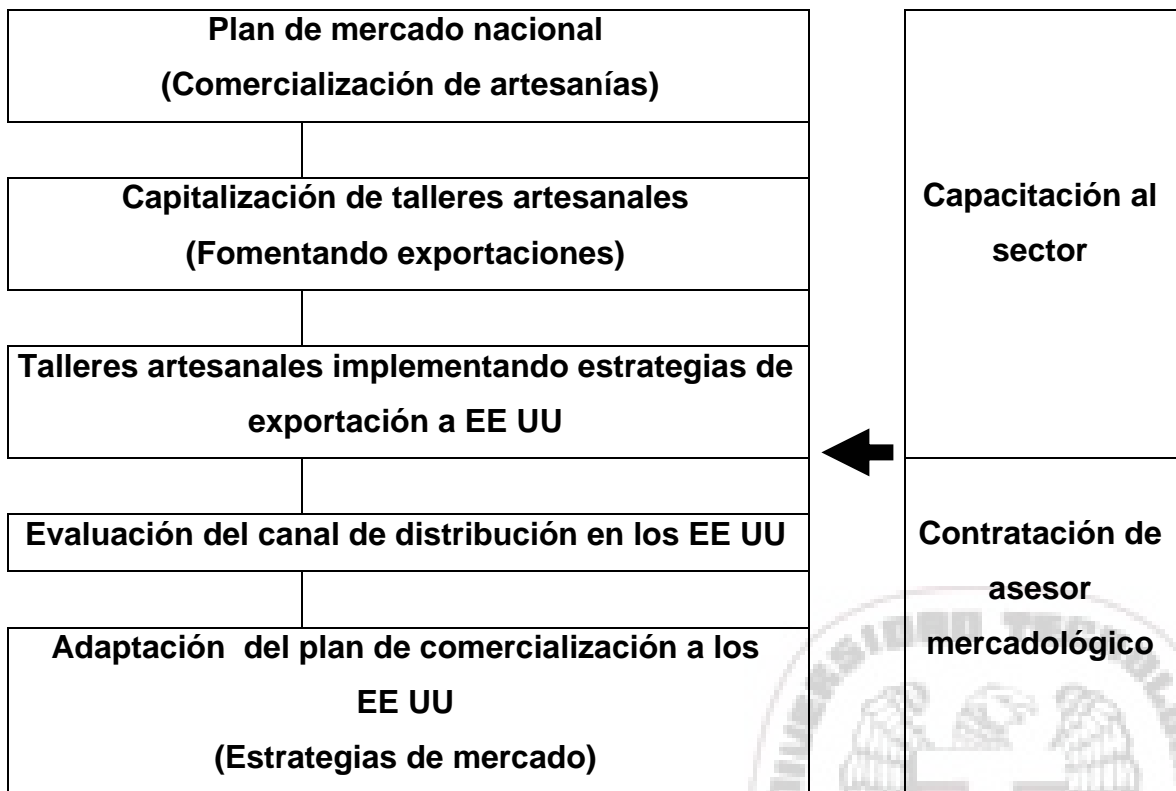 Plan de mercado nacional
(Comercialización de artesanías)
Capitalización de talleres artesanales
(Fomentando exportaciones)
Talleres artesanales implementando estrategias de
exportación a EE UU
Evaluación del canal de distribución en los EE UU
Adaptación del plan de comercialización a los
EE UU
(Estrategias de mercado)
Capacitación al
sector
Contratación de
asesor
mercadológico